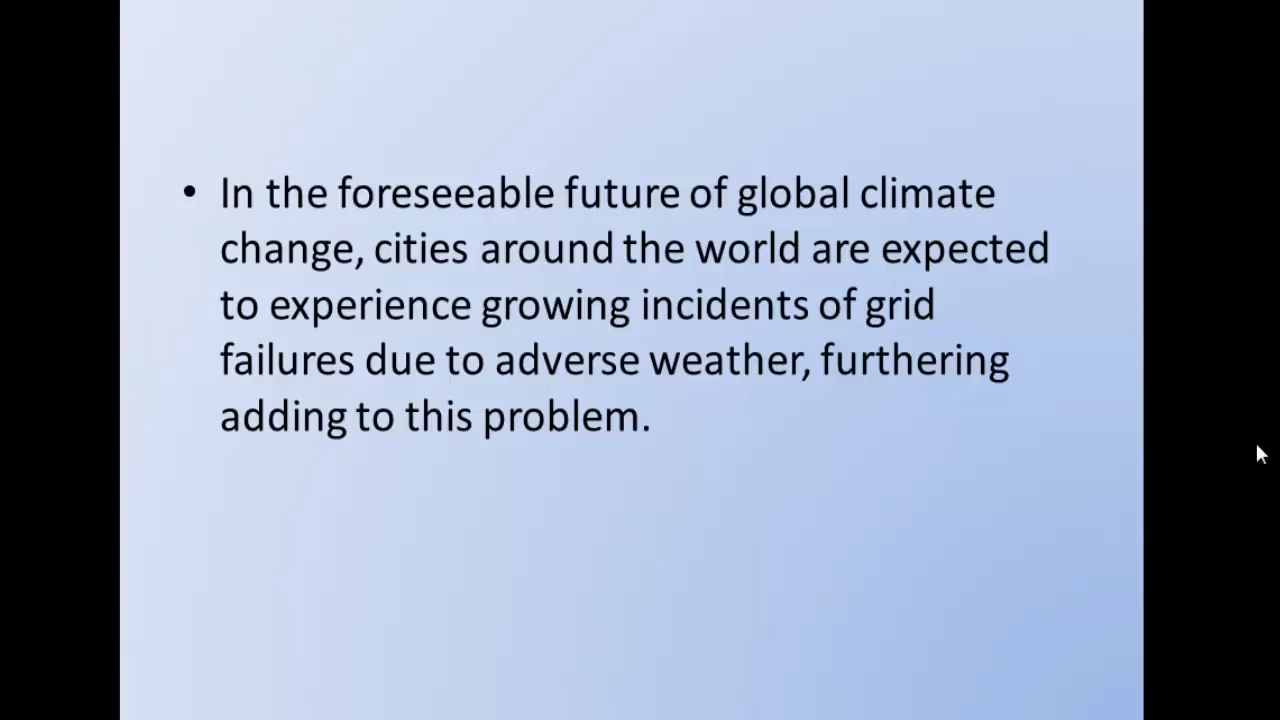 • In the foreseeable future of global climate
change, cities around the world are expected
to experience growing incidents of grid
failures due to adverse weather, furthering
adding to this problem.